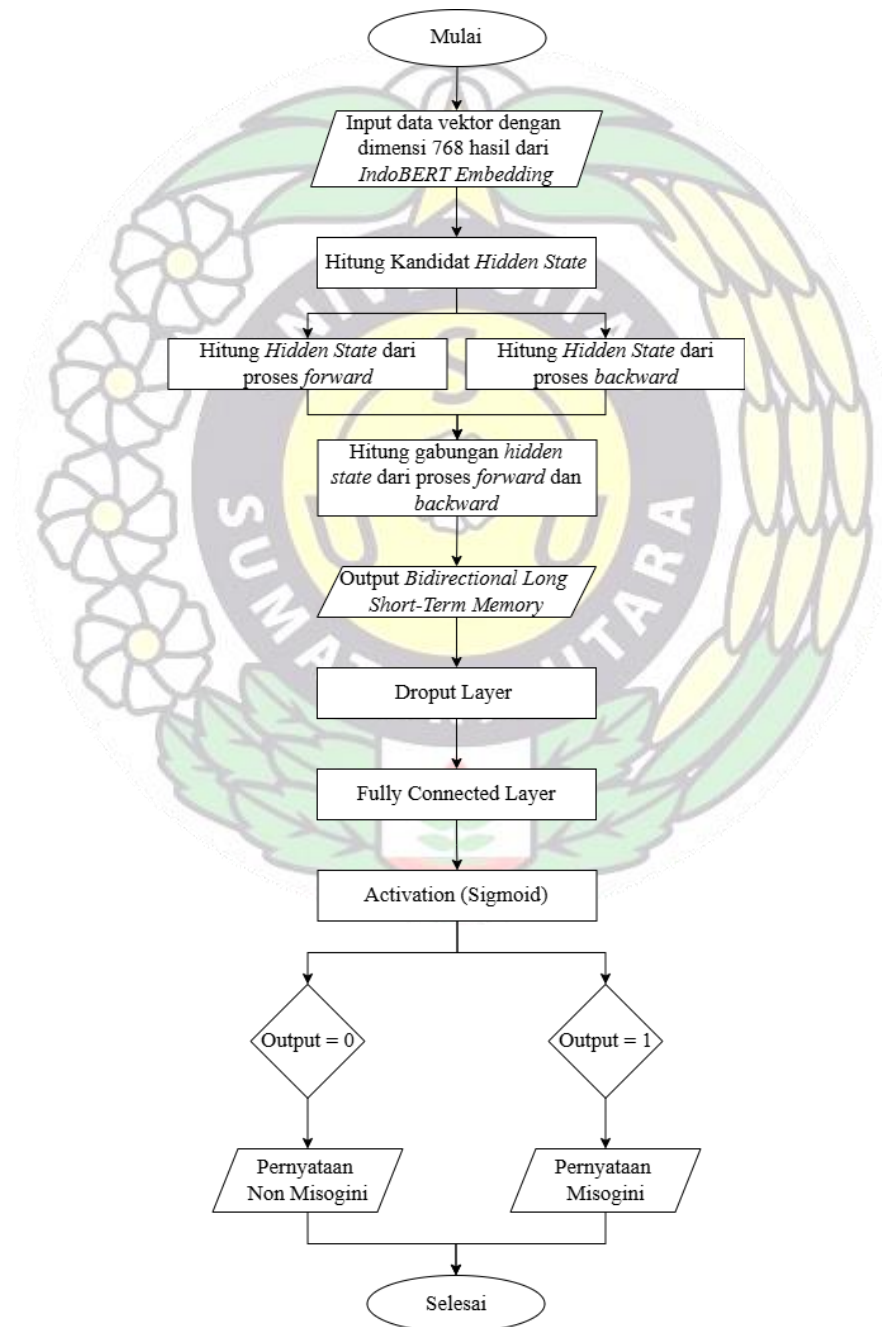 Mulai
Input data vektor dengan
dimensi 768 hasil dari
IndoBERT Embedding
Hitung Kandidat Hidden State
Hitung Hidden State dari
proses forward
Hitung Hidden State dari
proses backward
Hitung gabungan hidden
state dari proses forward dan
backward
Output Bidirectional Long
Short-Term Memory
Droput Layer
Fully Connected Layer
Activation (Sigmoid)
Output = 0
Output = 1
Pernyataan
Non Misogini
Pernyataan
Misogini
Selesai